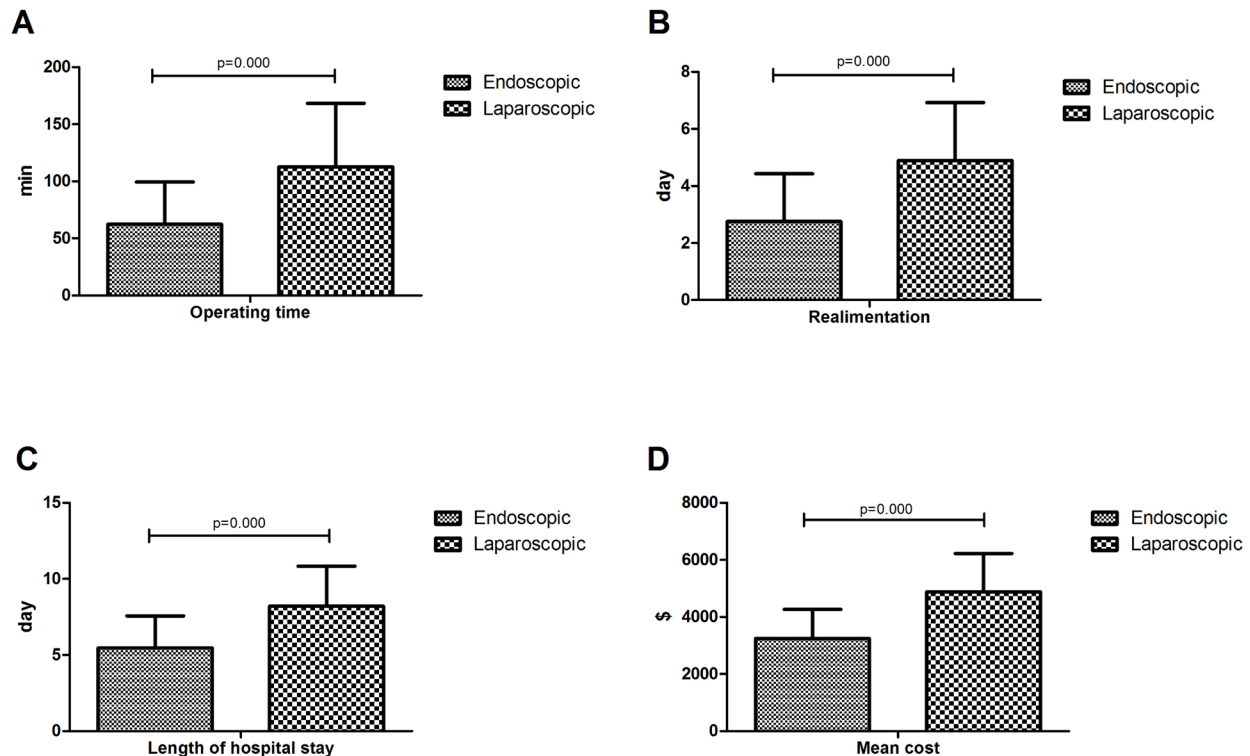 A
p=0.000
200
150
100
50
0
min
Operating time
Endoscopic
Laparoscopic
B
p=0.000
8
6
4
2
0
day
Realimentation
Endoscopic
Laparoscopic
C
p=0.000
15
10
5
0
day
Length of hospital stay
Endoscopic
Laparoscopic
D
p=0.000
8000
6000
4000
2000
0
$
Mean cost
Endoscopic
Laparoscopic